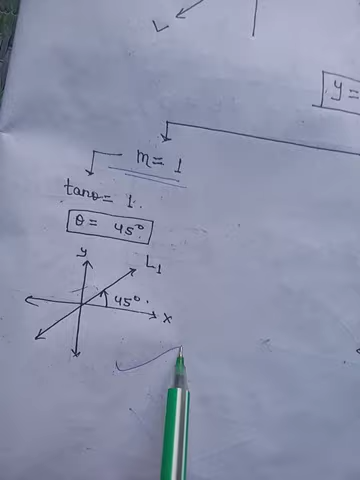 L
y =
m = 1
tanθ = 1.
θ = 45°.
y
L1
45°.
x